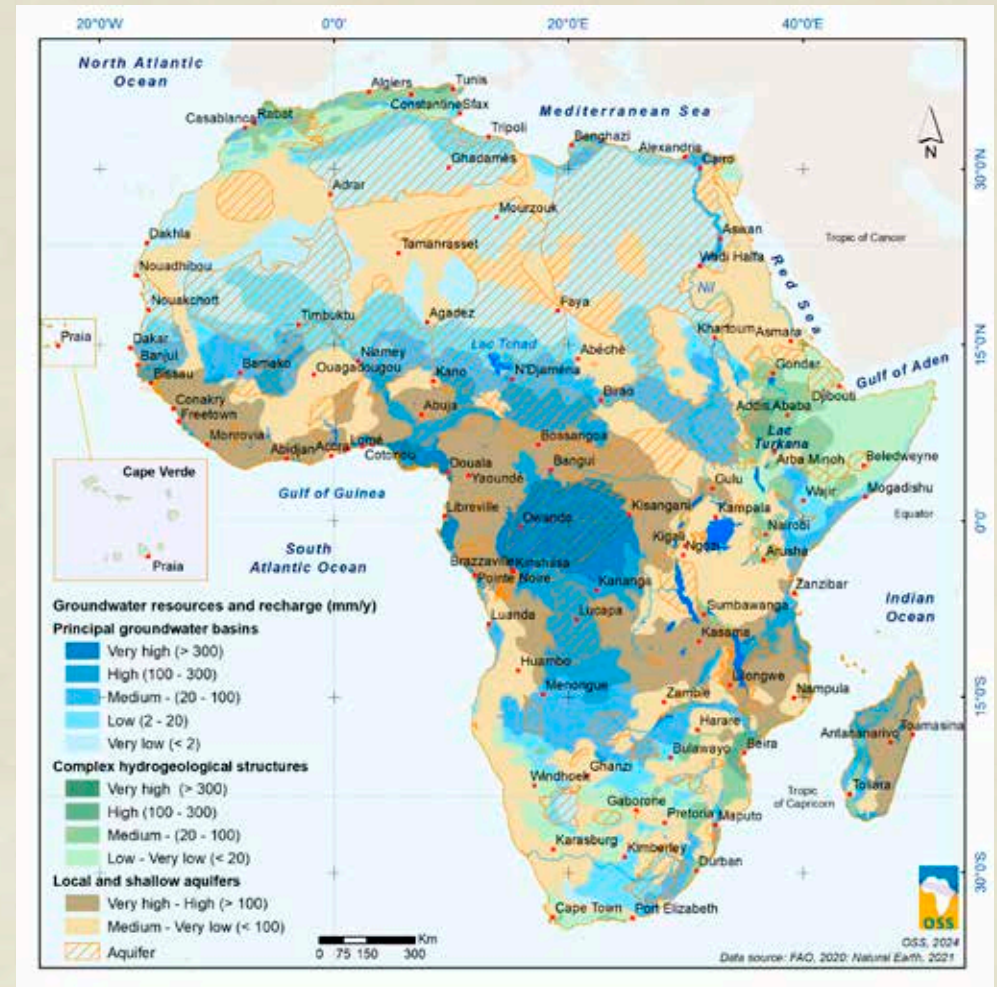 20°0'W 0°0' 20°0'E 40°0'E
North Atlantic
Ocean
Algiers
Tunis
Constantine
Sfax
Mediterranean Sea
Casablanca
Rabat
Tripoli
Benghazi
Alexandria
Cairo
N
Ghadamès
30°0'N
Adrar
Mourzouk
Dakhla
Tamanrasset
Aswan
Tropic of Cancer
Nouadhibou
Wadi Halfa
Red Sea
Nil
Nouakchott
Timbuktu
Agadez
Faya
Khartoum
Asmara
Praia
Dakar
Banjul
Bissau
Bamako
Niamey
Ouagadougou
Lac Tchad
Abéché
15°0'N
Kano
N'Djaména
Gondar
Gulf of Aden
Djibouti
Conakry
Freetown
Abuja
Birao
Addis Ababa
Monrovia
Abidjan
Accra
Lomé
Cotonou
Bossangoa
Lac
Turkana
Cape Verde
Douala
Yaoundé
Bangui
Arba Minch
Beledweyne
Gulf of Guinea
Gulu
Wajir
Mogadishu
Libreville
Owando
Kisangani
Kampala
Equator
0°0'
South
Atlantic Ocean
Kigali
Ngozi
Nairobi
Arusha
Praia
Brazzaville
Kinshasa
Pointe Noire
Kananga
Zanzibar
Indian
Ocean
Luanda
Lucapa
Sumbawanga
Kasama
Huambo
Menongue
Lilongwe
Zambie
Nampula
15°0'S
Harare
Antananarivo
Toamasina
Bulawayo
Beira
Windhoek
Ghanzi
Toliara
Tropic
of Capricorn
Gaborone
Pretoria
Maputo
Karasburg
Kimberley
Durban
30°0'S
Cape Town
Port Elizabeth
Groundwater resources and recharge (mm/y)
Principal groundwater basins
Very high (> 300)
High (100 - 300)
Medium - (20 - 100)
Low (2 - 20)
Very low (< 2)
Complex hydrogeological structures
Very high (> 300)
High (100 - 300)
Medium - (20 - 100)
Low - Very low (< 20)
Local and shallow aquifers
Very high - High (> 100)
Medium - Very low (< 100)
Aquifer
Km
0 75 150 300
OSS
OSS, 2024
Data source: FAO, 2020; Natural Earth, 2021